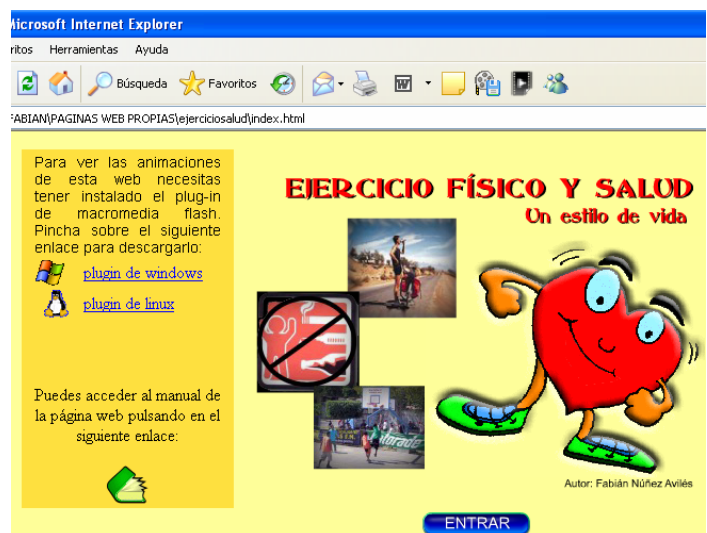 Microsoft Internet Explorer
ritos Herramientas Ayuda
Búsqueda Favoritos
FABIAN\PAGINAS WEB PROPIAS\ejerciciosalud\index.html
Para ver las animaciones
de esta web necesitas
tener instalado el plug-in
de macromedia flash.
Pincha sobre el siguiente
enlace para descargarlo:
plugin de windows
plugin de linux
Puedes acceder al manual de
la página web pulsando en el
siguiente enlace:
EJERCICIO FÍSICO Y SALUD
Un estilo de vida
Autor: Fabián Núñez Avilés
ENTRAR